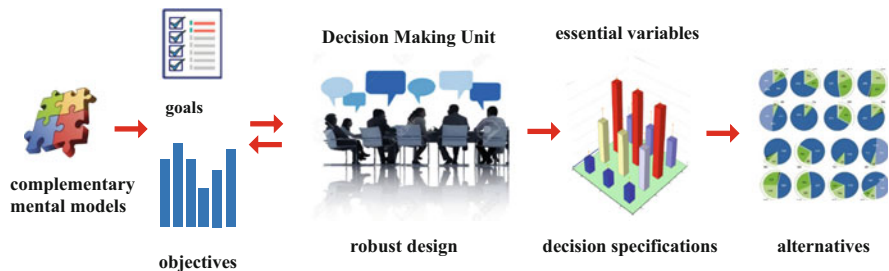 Decision Making Unit
essential variables
goals
complementary
mental models
objectives
robust design
decision specifications
alternatives